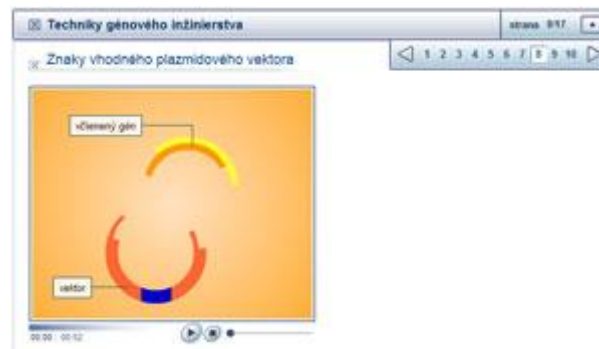 Techniky génového inžinierstva
strana 8/17
Znaky vhodného plazmidového vektora
1 2 3 4 5 6 7 8 9 10
včlenený gén
vektor
00:00 00:52